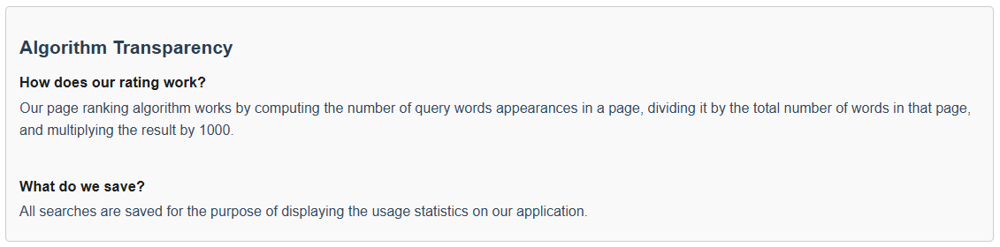 Algorithm Transparency
How does our rating work?
Our page ranking algorithm works by computing the number of query words appearances in a page, dividing it by the total number of words in that page,
and multiplying the result by 1000.
What do we save?
All searches are saved for the purpose of displaying the usage statistics on our application.